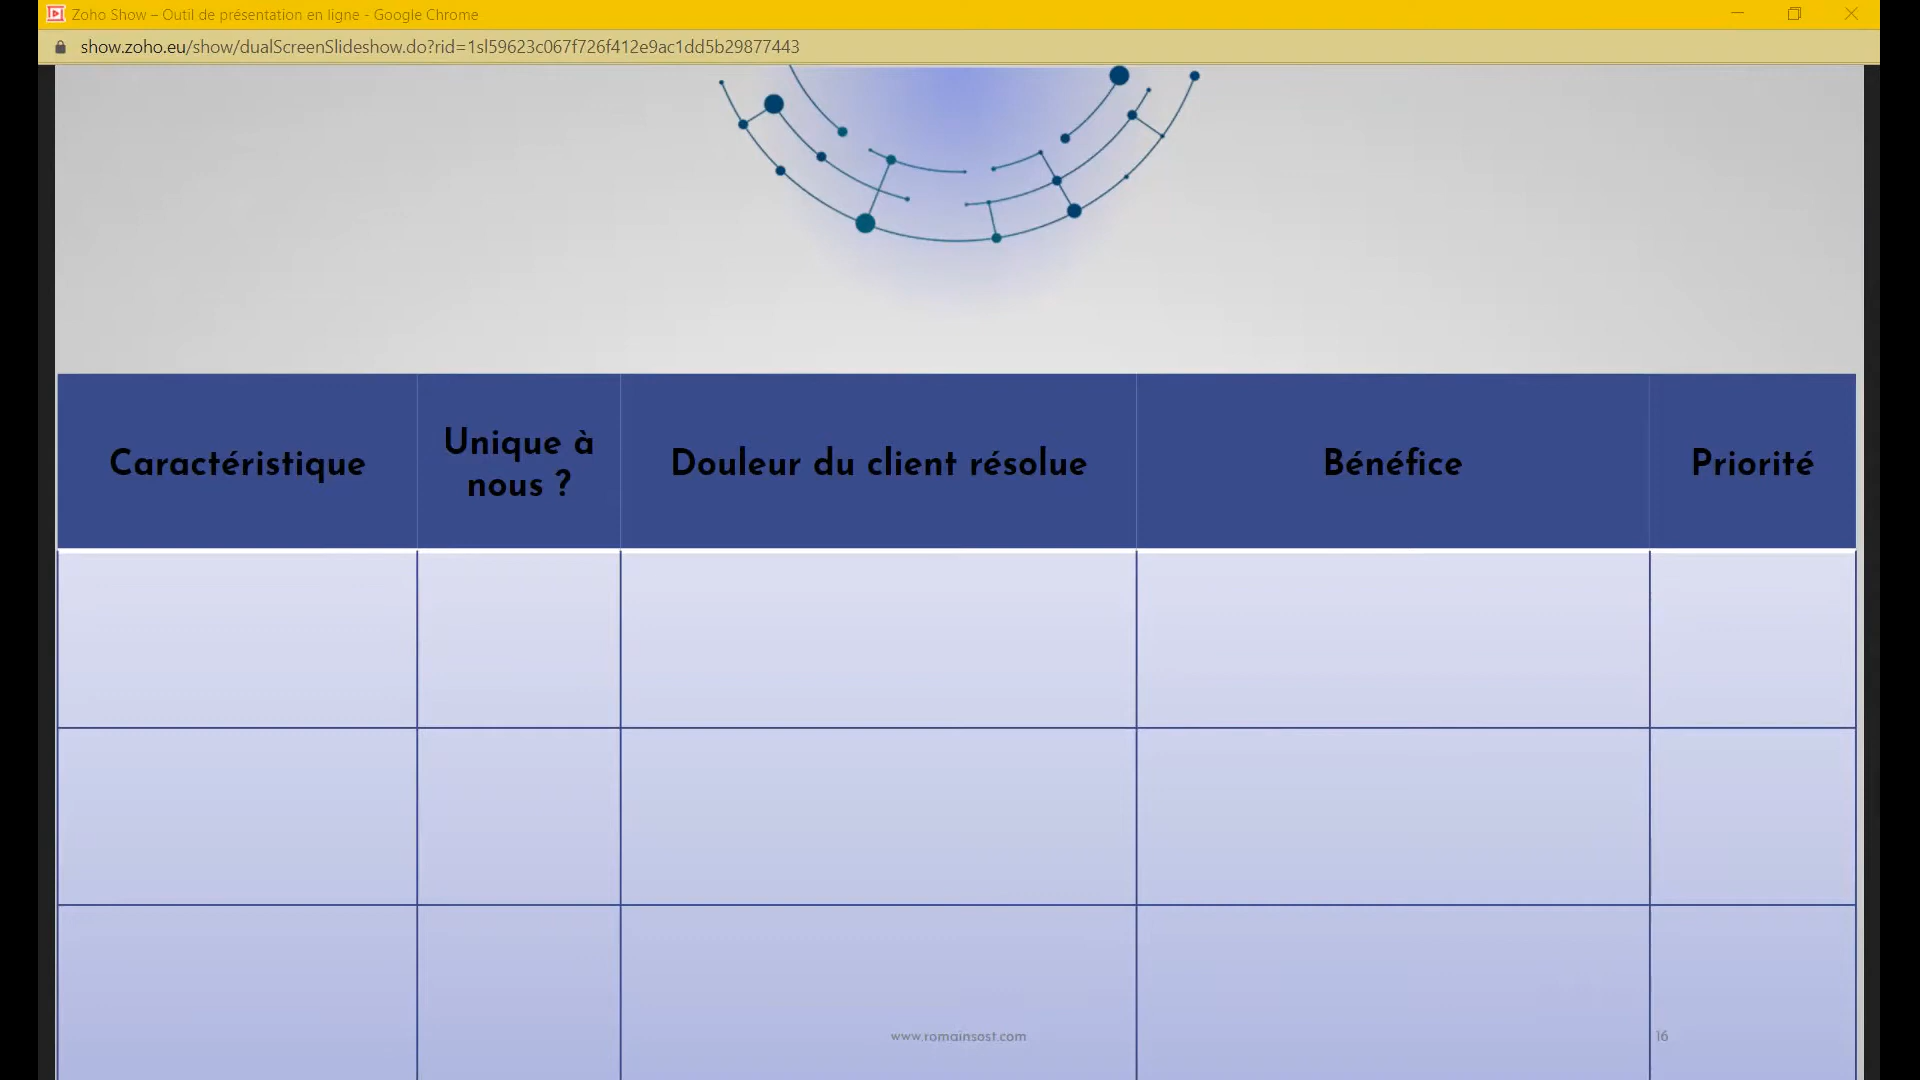 Zoho Show – Outil de présentation en ligne - Google Chrome
show.zoho.eu/show/dualScreenSlideshow.do?rid=1sl59623c067f726f412e9ac1dd5b29877443
Caractéristique
Unique à
nous ?
Douleur du client résolue
Bénéfice
Priorité
www.romainsost.com
16